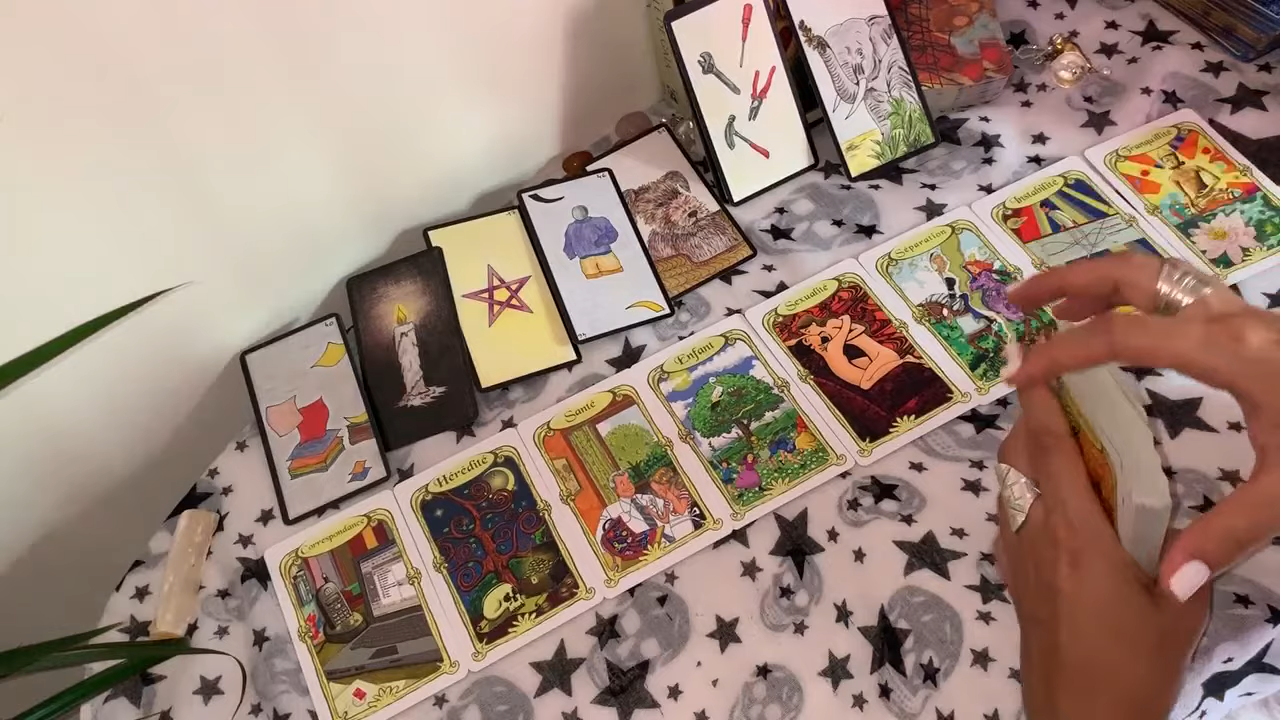 Correspondance
Hérédité
Santé
Enfant
Sexualité
Séparation
Instabilité
Tranquillité